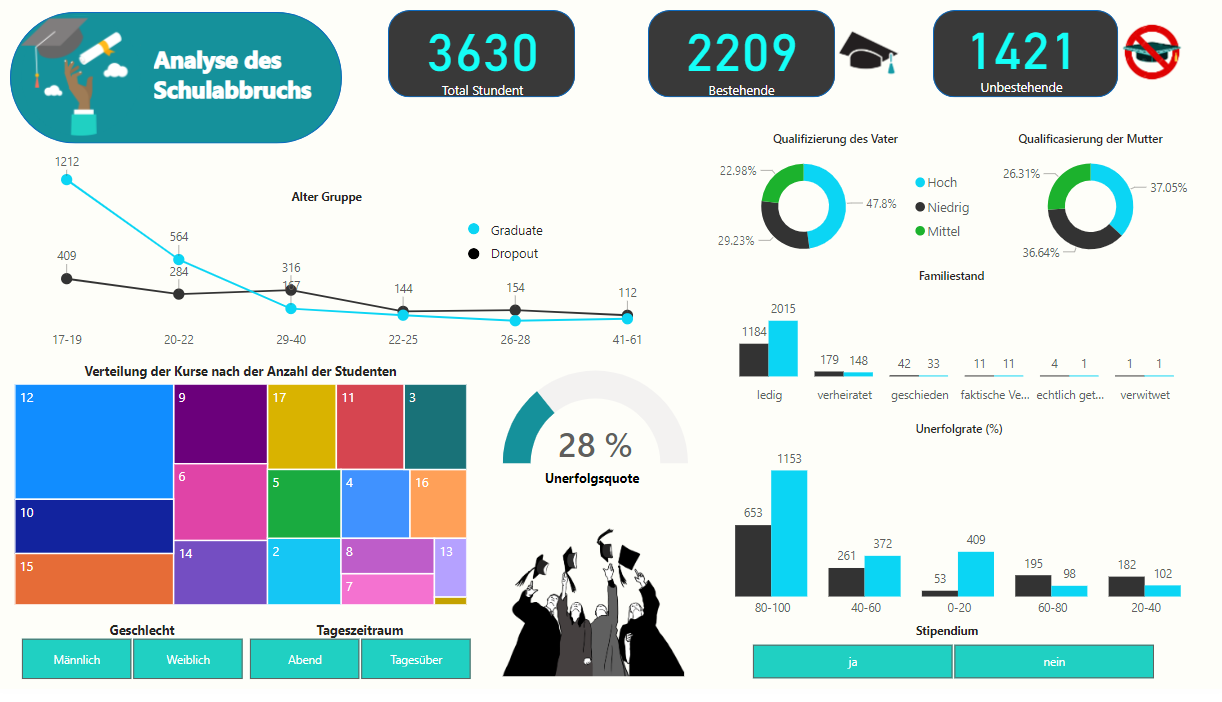 Analyse des
Schulabbruchs
3630
Total Stundent
2209
Bestehende
1421
Unbestehende
Alter Gruppe
1212
564
409
284
316
167
144
154
112
Graduate
Dropout
17-19
20-22
29-40
22-25
26-28
41-61
Qualifizierung des Vater
22.98%
47.8%
29.23%
Hoch
Niedrig
Mittel
Qualificasierung der Mutter
26.31%
37.05%
36.64%
Familiestand
1184
2015
179
148
42
33
11
11
4
1
1
1
ledig
verheiratet
geschieden
faktische Ve...
echtlich get...
verwitwet
Verteilung der Kurse nach der Anzahl der Studenten
12
9
17
11
3
10
6
5
4
16
15
14
2
8
13
7
28 %
Unerfolgsquote
Unerfolgrate (%)
653
1153
261
372
53
409
195
98
182
102
80-100
40-60
0-20
60-80
20-40
Geschlecht
Männlich
Weiblich
Tageszeitraum
Abend
Tagesüber
Stipendium
ja
nein